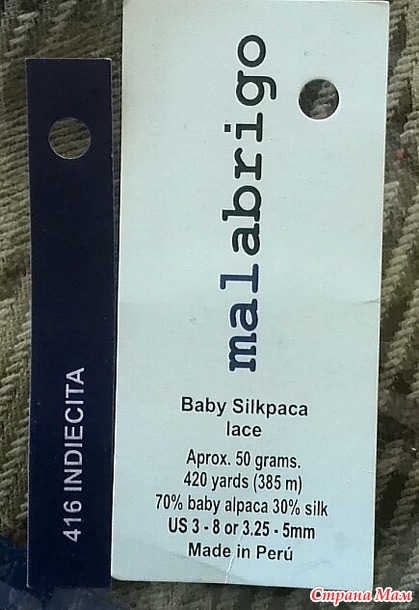 416 INDIECITA
malabrigo
Baby Silkpaca
lace
Aprox. 50 grams.
420 yards (385 m)
70% baby alpaca 30% silk
US 3 - 8 or 3.25 - 5mm
Made in Perú
Страна Мам